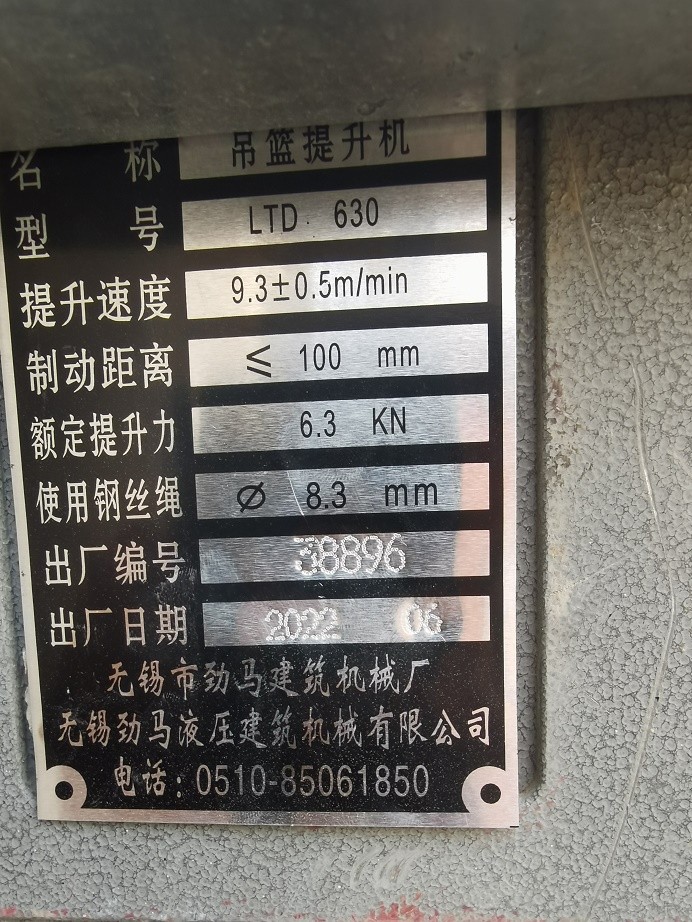 名称 吊篮提升机
型号 LTD 630
提升速度 9.3±0.5m/min
制动距离 ≤ 100 mm
额定提升力 6.3 KN
使用钢丝绳 Ø 8.3 mm
出厂编号 38896
出厂日期 2022 06
无锡市劲马建筑机械厂
无锡劲马液压建筑机械有限公司
电话：0510-85061850